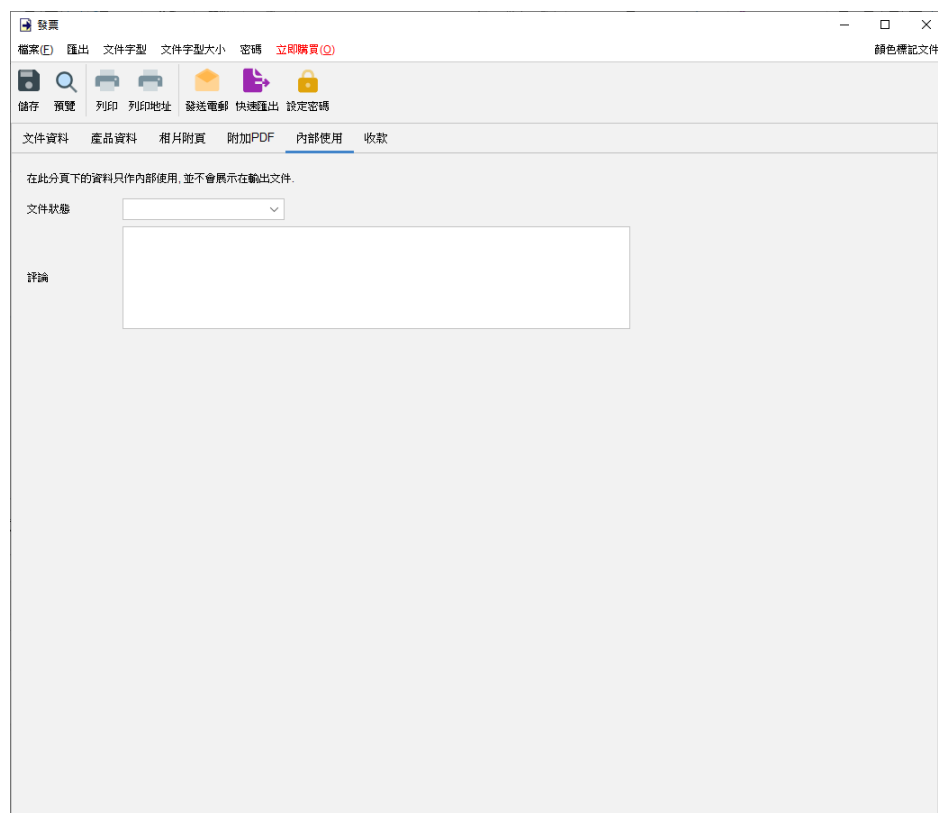 發票
檔案(F) 匯出 文件字型 文件字型大小 密碼 立即購買(O) 顏色標記文件
儲存 預覽 列印 列印地址 發送電郵 快速匯出 設定密碼
文件資料 產品資料 相片附頁 附加PDF 內部使用 收款
在此分頁下的資料只作內部使用, 並不會展示在輸出文件.
文件狀態
評論